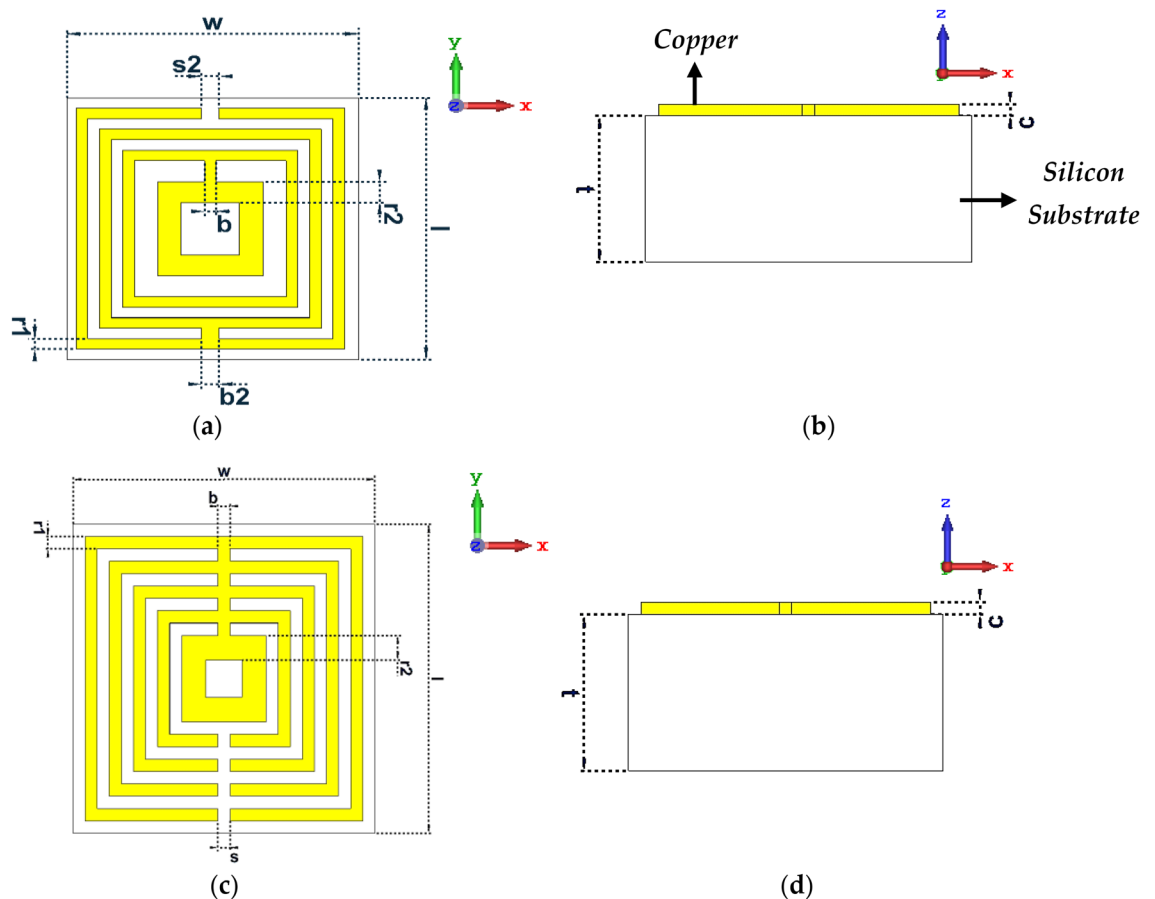 w
s2
y
z
x
b
r2
l
r1
b2
(a)
Copper
z
y
x
c
t
Silicon
Substrate
(b)
w
b
r1
y
z
x
r2
l
s
(c)
z
y
x
c
t
(d)